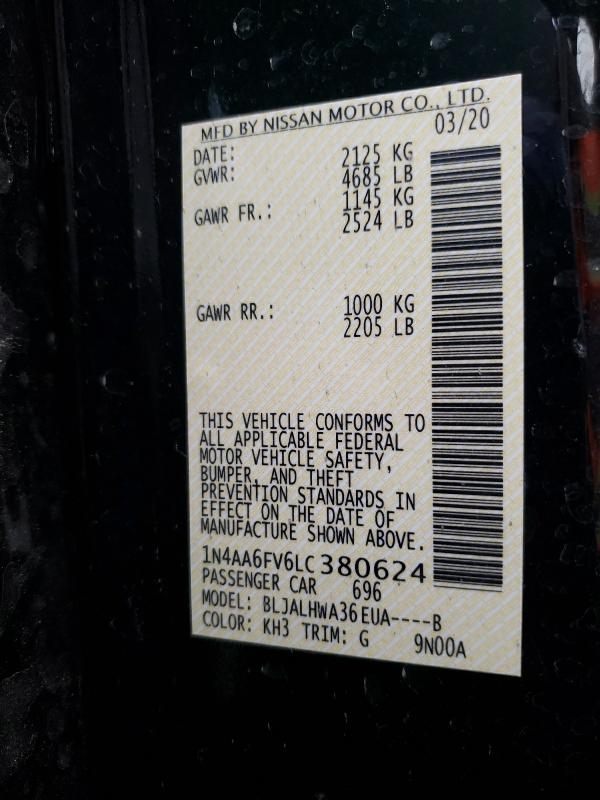 MFD BY NISSAN MOTOR CO., LTD.
03/20
DATE: 2125 KG
GVWR: 4685 LB
1145 KG
GAWR FR.: 2524 LB
GAWR RR.: 1000 KG
2205 LB
THIS VEHICLE CONFORMS TO
ALL APPLICABLE FEDERAL
MOTOR VEHICLE SAFETY,
BUMPER, AND THEFT
PREVENTION STANDARDS IN
EFFECT ON THE DATE OF
MANUFACTURE SHOWN ABOVE.
1N4AA6FV6LC380624
PASSENGER CAR 696
MODEL: BLJALHWA36EUA----B
COLOR: KH3 TRIM: G 9N00A